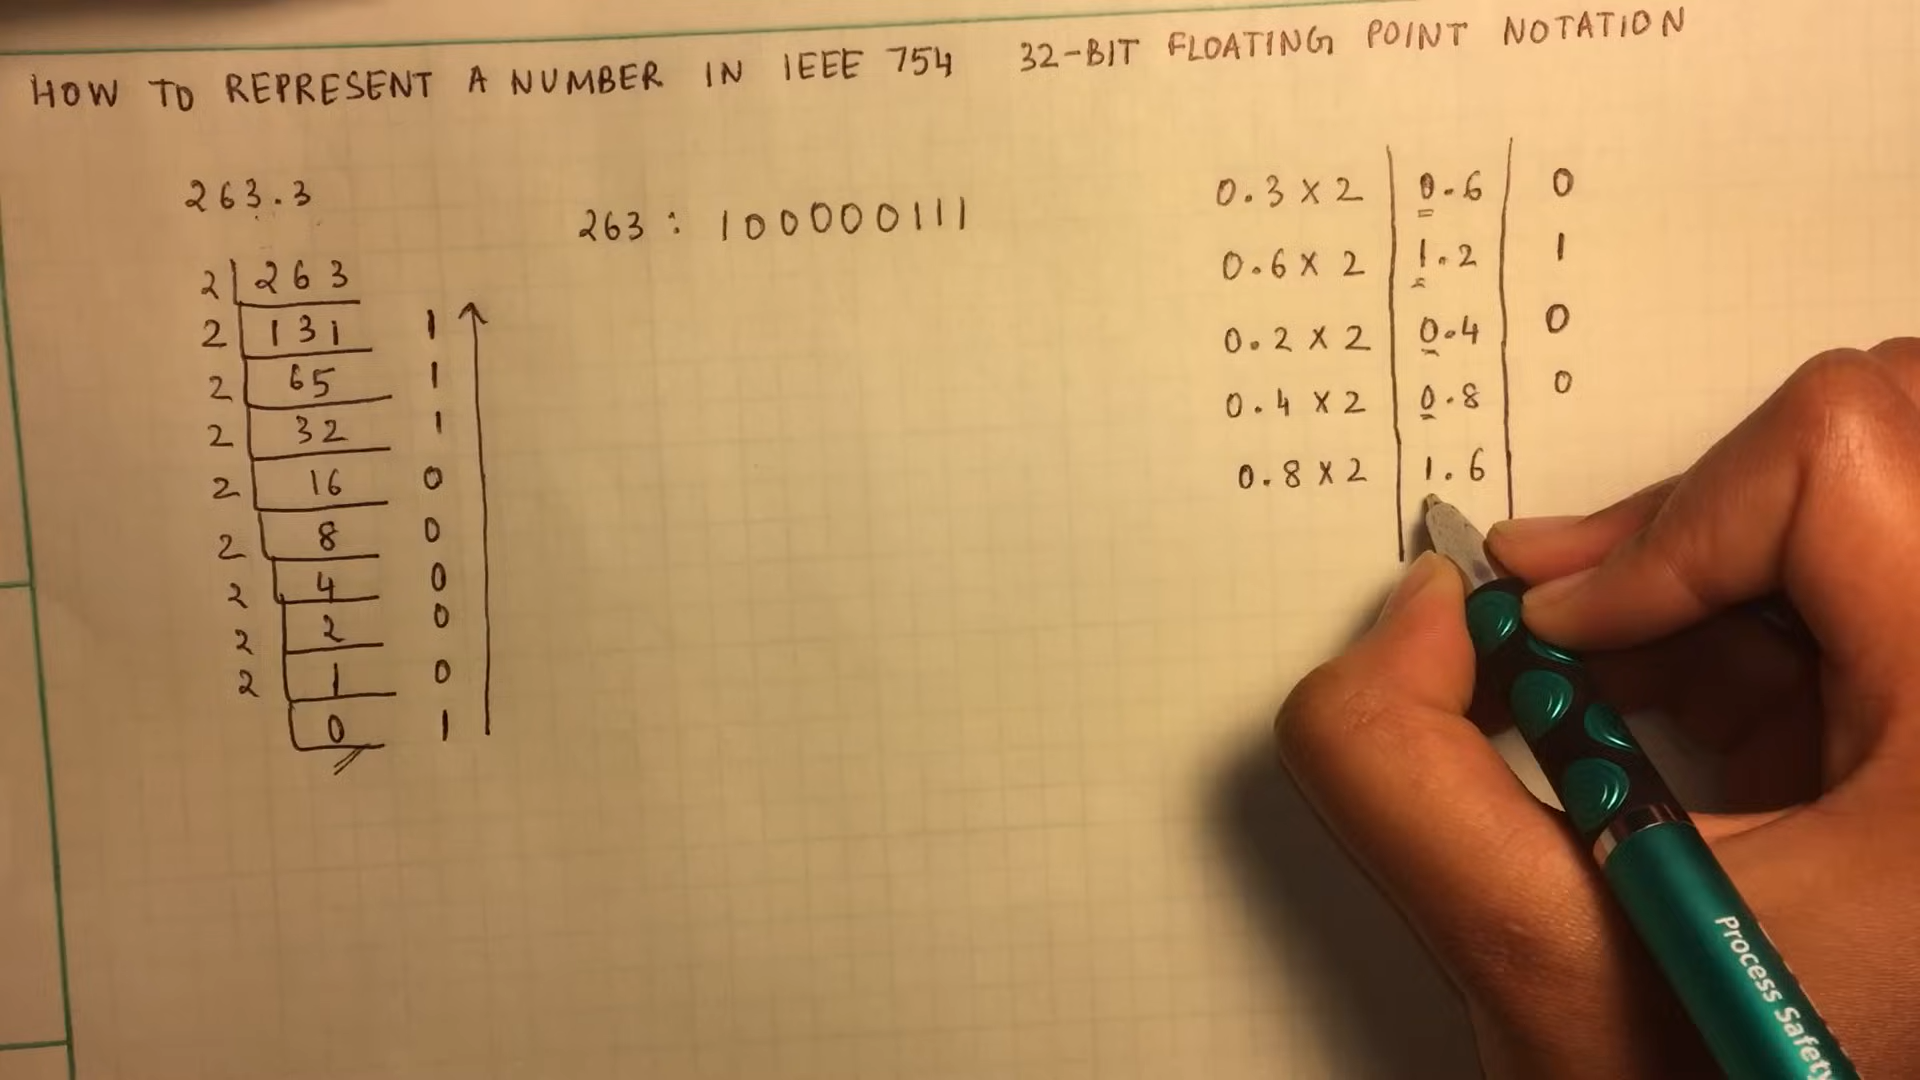 HOW TO REPRESENT A NUMBER IN IEEE 754 32-BIT FLOATING POINT NOTATION
263.3
263 : 100000111
2 263
2 131 1
2 65 1
2 32 1
2 16 0
2 8 0
2 4 0
2 2 0
2 1 0
0 1
0.3 x 2 0.6 0
0.6 x 2 1.2 1
0.2 x 2 0.4 0
0.4 x 2 0.8 0
0.8 x 2 1.6
Process Safety